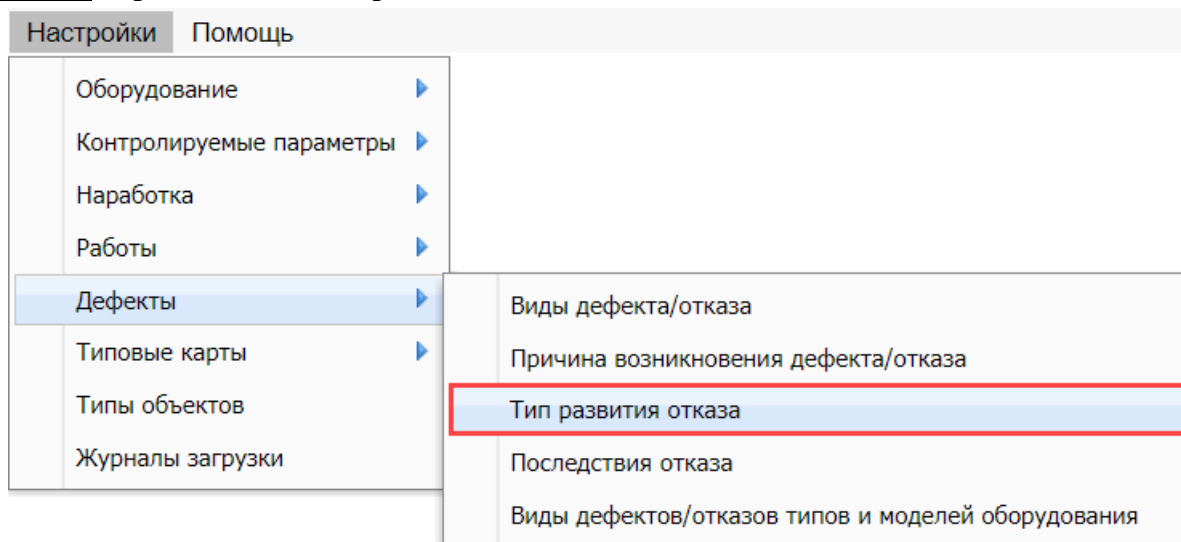 Настройки Помощь
Оборудование
Контролируемые параметры
Наработка
Работы
Дефекты
Типовые карты
Типы объектов
Журналы загрузки
Виды дефекта/отказа
Причина возникновения дефекта/отказа
Тип развития отказа
Последствия отказа
Виды дефектов/отказов типов и моделей оборудования